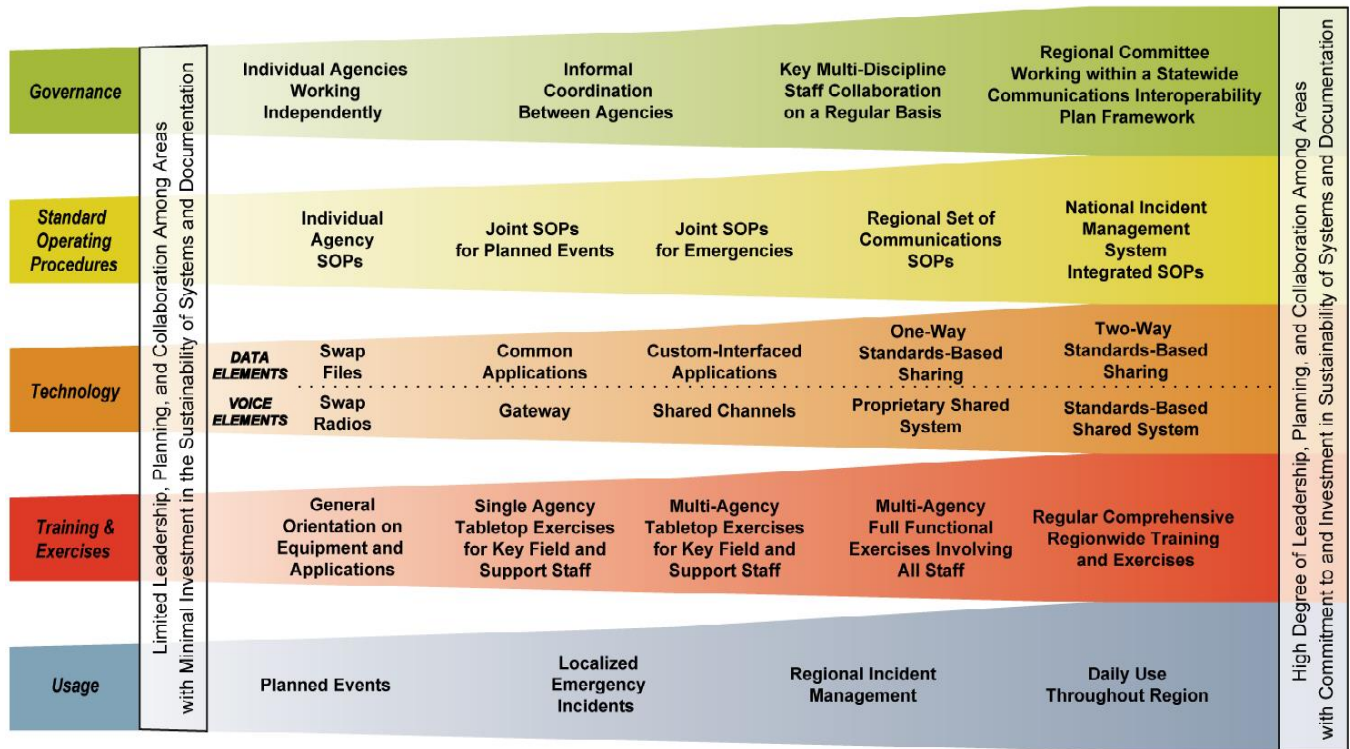 Governance
Individual Agencies
Working
Independently
Informal
Coordination
Between Agencies
Key Multi-Discipline
Staff Collaboration
on a Regular Basis
Regional Committee
Working within a Statewide
Communications Interoperability
Plan Framework
Standard
Operating
Procedures
Individual
Agency
SOPs
Joint SOPs
for Planned Events
Joint SOPs
for Emergencies
Regional Set of
Communications
SOPs
National Incident
Management
System
Integrated SOPs
Technology
DATA
ELEMENTS
Swap
Files
Common
Applications
Custom-Interfaced
Applications
One-Way
Standards-Based
Sharing
Two-Way
Standards-Based
Sharing
VOICE
ELEMENTS
Swap
Radios
Gateway
Shared Channels
Proprietary Shared
System
Standards-Based
Shared System
Training &
Exercises
General
Orientation on
Equipment and
Applications
Single Agency
Tabletop Exercises
for Key Field and
Support Staff
Multi-Agency
Tabletop Exercises
for Key Field and
Support Staff
Multi-Agency
Full Functional
Exercises Involving
All Staff
Regular Comprehensive
Regionwide Training
and Exercises
Usage
Planned Events
Localized
Emergency
Incidents
Regional Incident
Management
Daily Use
Throughout Region
Limited Leadership, Planning, and Collaboration Among Areas
with Minimal Investment in the Sustainability of Systems and Documentation
High Degree of Leadership, Planning, and Collaboration Among Areas
with Commitment to and Investment in Sustainability of Systems and Documentation